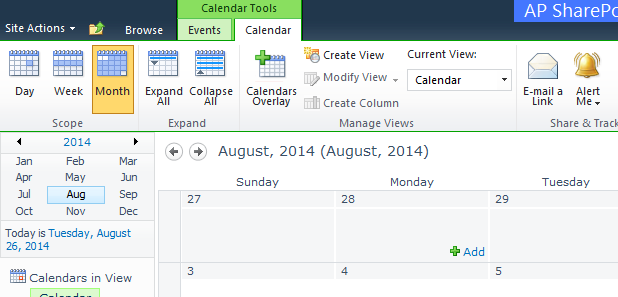 Calendar Tools
AP SharePo
Site Actions Browse Events Calendar
Day Week Month
Scope
Expand All Collapse All
Expand
Calendars Overlay
Create View
Modify View
Create Column
Current View:
Calendar
Manage Views
E-mail a Link Alert Me
Share & Track
2014
Jan Feb Mar
Apr May Jun
Jul Aug Sep
Oct Nov Dec
Today is Tuesday, August
26, 2014
Calendars in View
Calendar
August, 2014 (August, 2014)
Sunday Monday Tuesday
27 28 29
Add
3 4 5